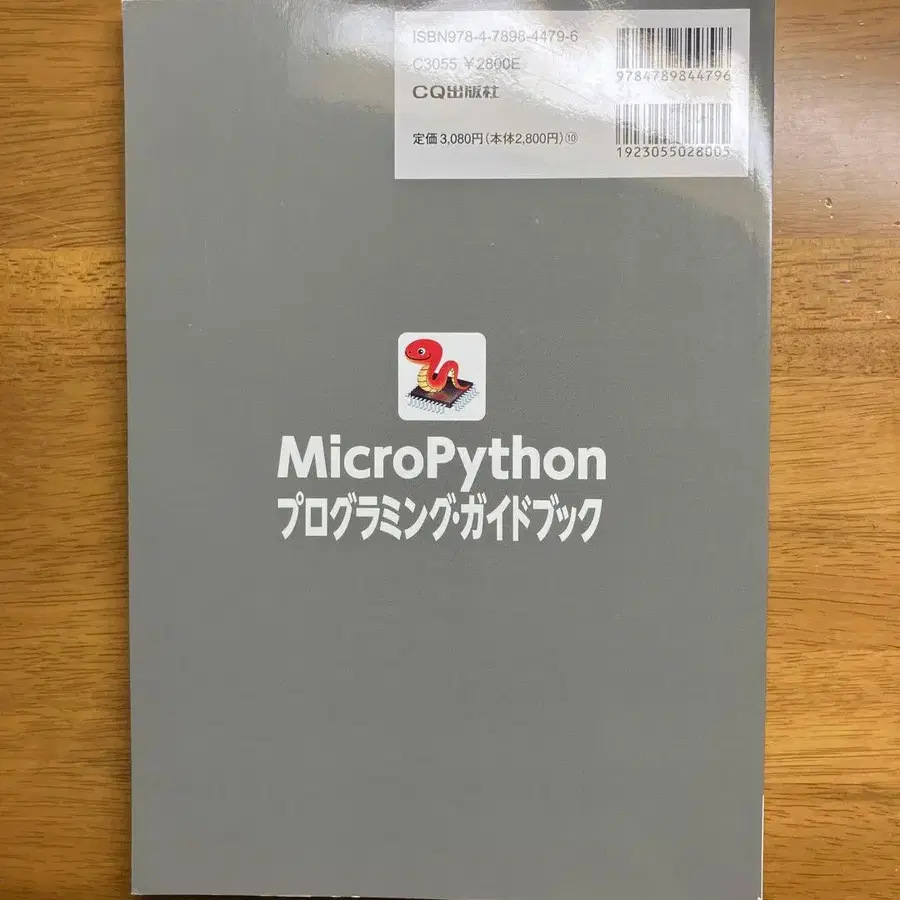 ISBN978-4-7898-4479-6
C3055 ¥2800E
CQ出版社
定価 3,080円(本体2,800円)⑩
9784789844796
1923055028005
MicroPython
プログラミング・ガイドブック